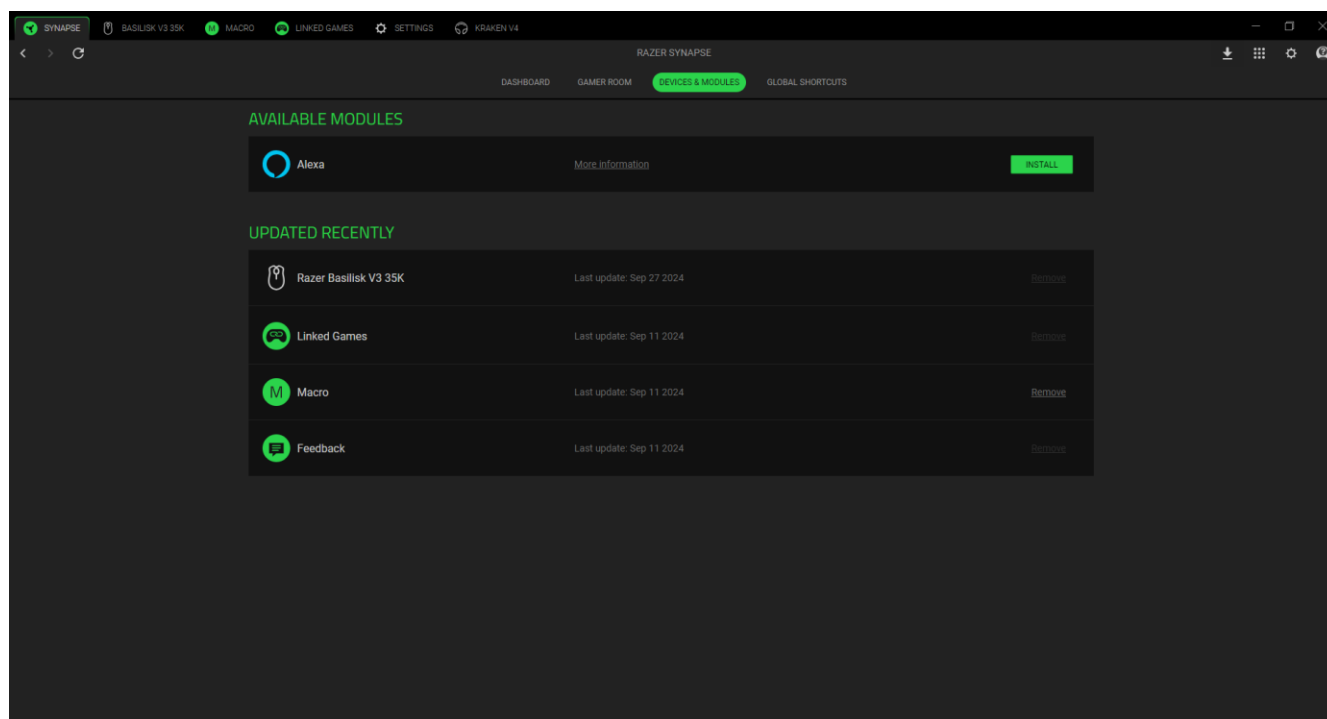 SYNAPSE BASILISK V3 35K M MACRO LINKED GAMES SETTINGS KRAKEN V4
RAZER SYNAPSE
DASHBOARD GAMER ROOM DEVICES & MODULES GLOBAL SHORTCUTS
AVAILABLE MODULES
Alexa More information INSTALL
UPDATED RECENTLY
Razer Basilisk V3 35K Last update: Sep 27 2024 Remove
Linked Games Last update: Sep 11 2024 Remove
M Macro Last update: Sep 11 2024 Remove
Feedback Last update: Sep 11 2024 Remove